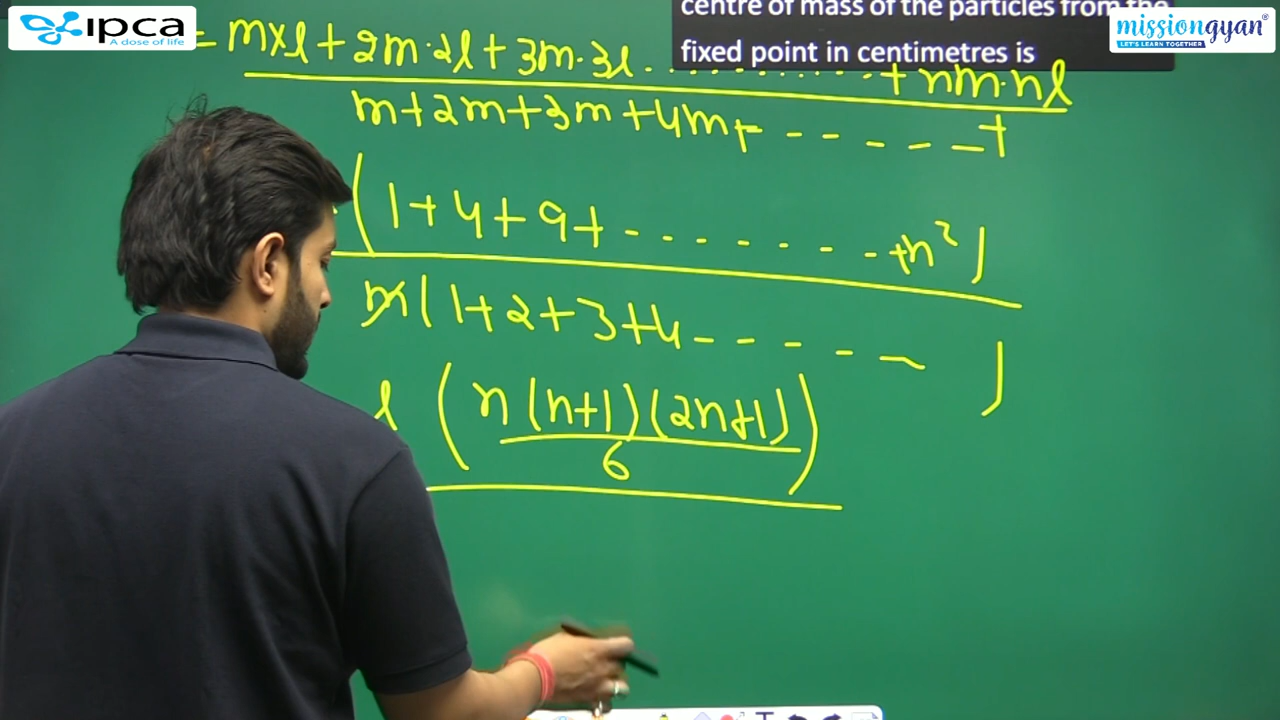 ipca
A dose of life
centre of mass of the particles from the
fixed point in centimetres is
missiongyan®
LET'S LEARN TOGETHER
= m×l + 2m·2l + 3m·3l . . . . . . . . . . + nm·nl
m+2m+3m+4m+ - - - - - +
(1+4+9+ - - - - - - - - +n²)
m(1+2+3+4 - - - - - - )
l (n(n+1)(2n+1)
6)